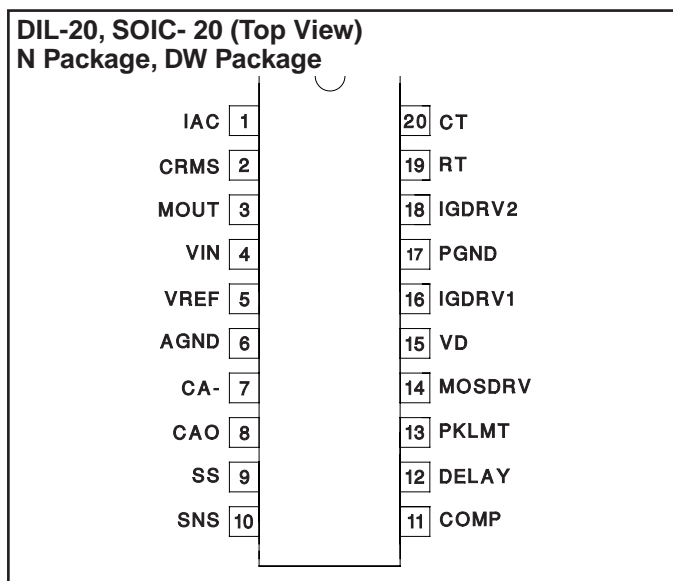 DIL-20, SOIC- 20 (Top View)
N Package, DW Package
IAC 1 20 CT
CRMS 2 19 RT
MOUT 3 18 IGDRV2
VIN 4 17 PGND
VREF 5 16 IGDRV1
AGND 6 15 VD
CA- 7 14 MOSDRV
CAO 8 13 PKLMT
SS 9 12 DELAY
SNS 10 11 COMP